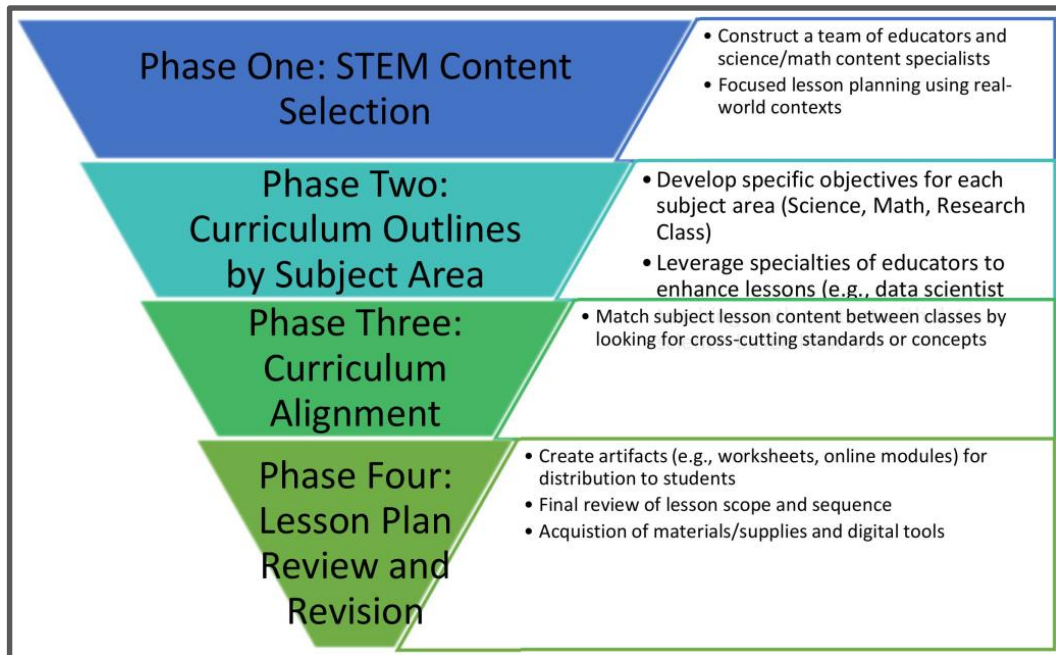 Phase One: STEM Content
Selection
• Construct a team of educators and
science/math content specialists
• Focused lesson planning using real-
world contexts
Phase Two:
Curriculum Outlines
by Subject Area
• Develop specific objectives for each
subject area (Science, Math, Research
Class)
• Leverage specialties of educators to
enhance lessons (e.g., data scientist
Phase Three:
Curriculum
Alignment
• Match subject lesson content between classes by
looking for cross-cutting standards or concepts
Phase Four:
Lesson Plan
Review and
Revision
• Create artifacts (e.g., worksheets, online modules) for
distribution to students
• Final review of lesson scope and sequence
• Acquistion of materials/supplies and digital tools